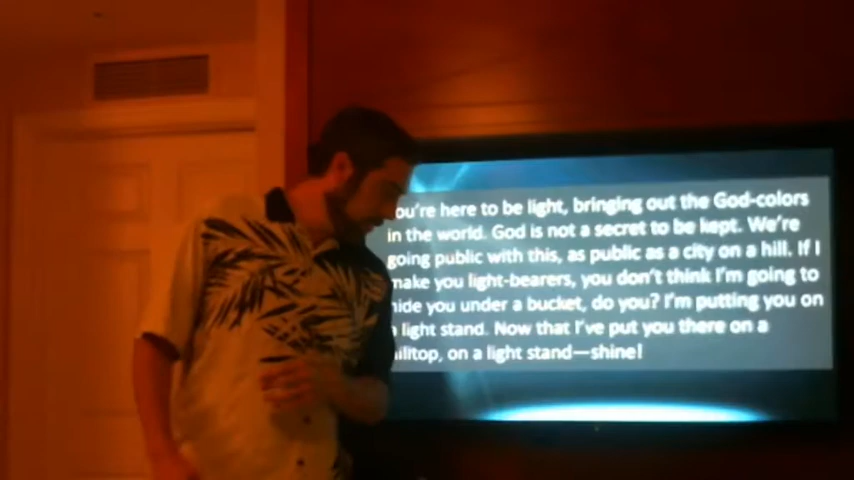 ou're here to be light, bringing out the God-colors
in the world. God is not a secret to be kept. We're
going public with this, as public as a city on a hill. If I
make you light-bearers, you don't think I'm going to
hide you under a bucket, do you? I'm putting you on
light stand. Now that I've put you there on a
illtop, on a light stand—shine!